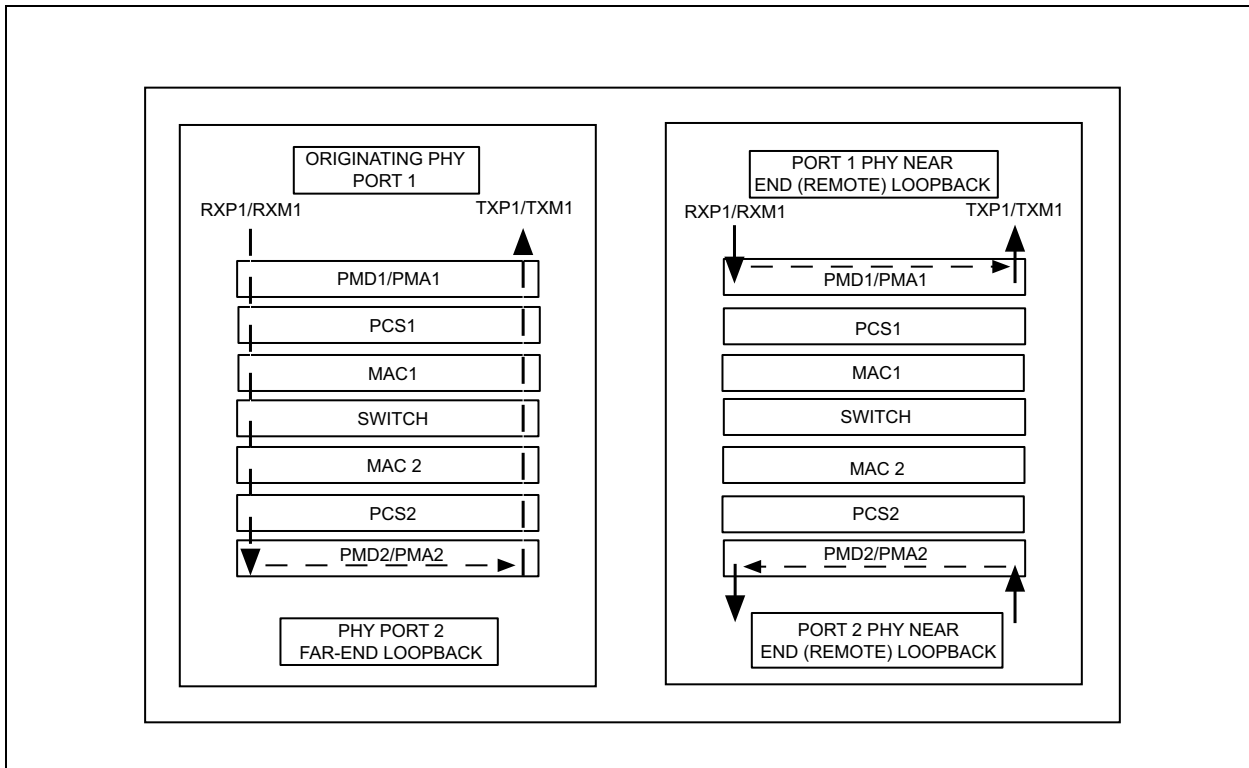 ORIGINATING PHY
PORT 1
RXP1/RXM1
TXP1/TXM1
PMD1/PMA1
PCS1
MAC1
SWITCH
MAC 2
PCS2
PMD2/PMA2
PHY PORT 2
FAR-END LOOPBACK
PORT 1 PHY NEAR
END (REMOTE) LOOPBACK
RXP1/RXM1
TXP1/TXM1
PMD1/PMA1
PCS1
MAC1
SWITCH
MAC 2
PCS2
PMD2/PMA2
PORT 2 PHY NEAR
END (REMOTE) LOOPBACK